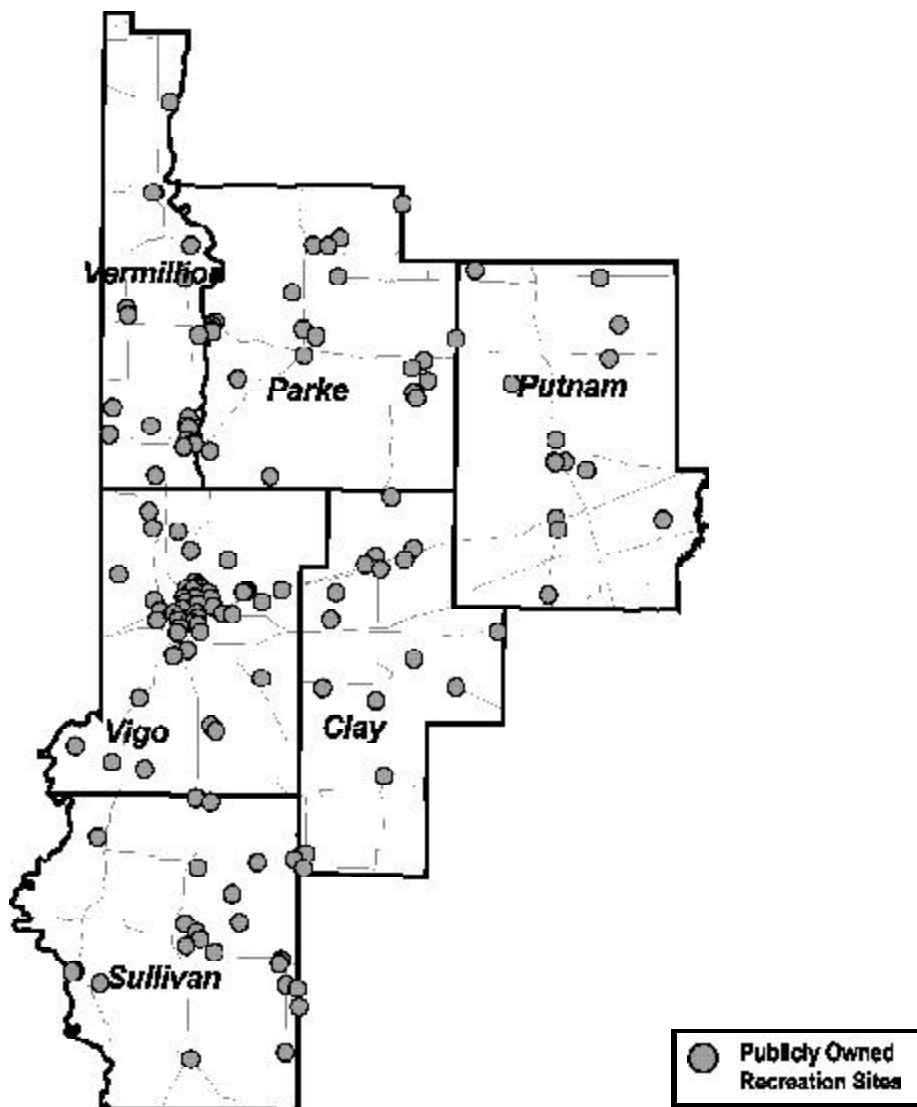 Vermillion
Parke
Putnam
Vigo
Clay
Sullivan
Publicly Owned
Recreation Sites